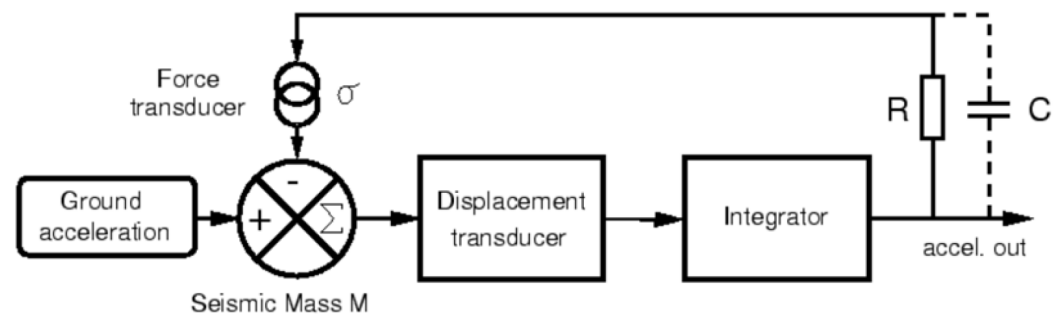 Force
transducer
σ
R
C
-
+
Σ
Ground
acceleration
Displacement
transducer
Integrator
accel. out
Seismic Mass M